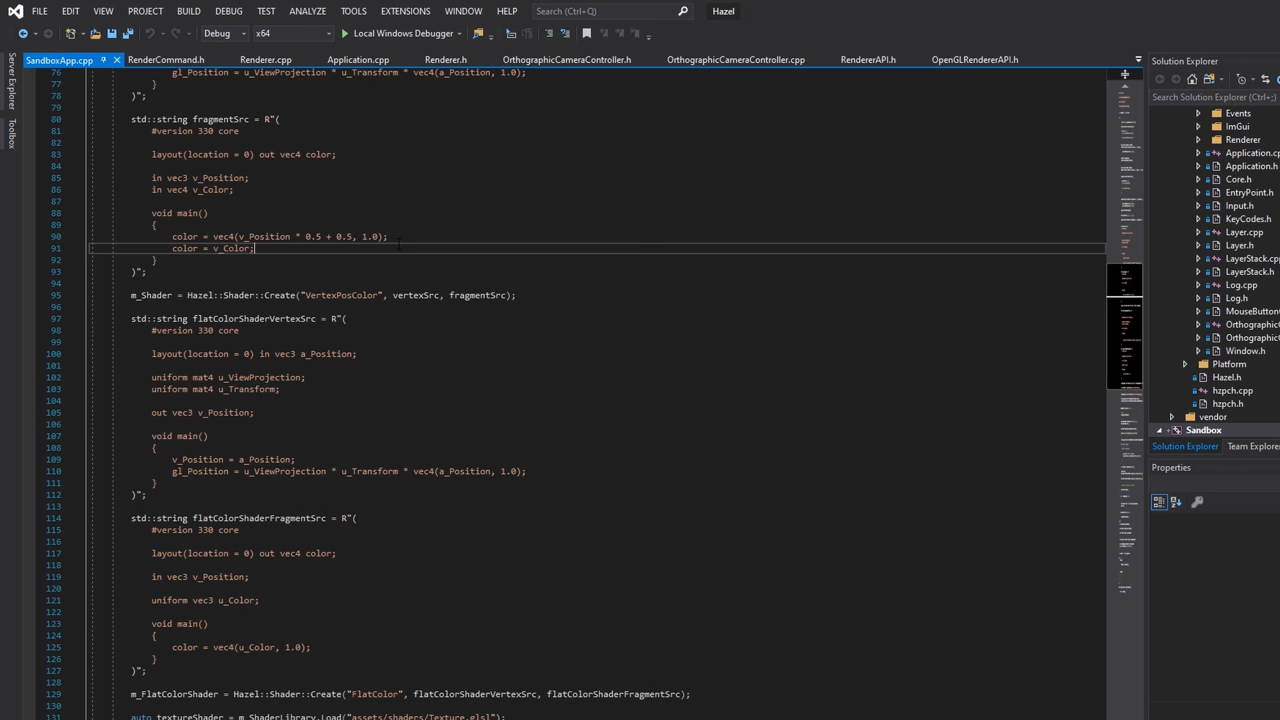 FILE EDIT VIEW PROJECT BUILD DEBUG TEST ANALYZE TOOLS EXTENSIONS WINDOW HELP Search (Ctrl+Q) Hazel
Debug x64 Local Windows Debugger
SandboxApp.cpp RenderCommand.h Renderer.cpp Application.cpp Renderer.h OrthographicCameraController.h OrthographicCameraController.cpp RendererAPI.h OpenGLRendererAPI.h
Server Explorer
Toolbox
76 gl_Position = u_ViewProjection * u_Transform * vec4(a_Position, 1.0);
77 }
78 )";
79
80 std::string fragmentSrc = R"(
81 #version 330 core
82
83 layout(location = 0) out vec4 color;
84
85 in vec3 v_Position;
86 in vec4 v_Color;
87
88 void main()
89 {
90 color = vec4(v_Position * 0.5 + 0.5, 1.0);
91 color = v_Color;
92 }
93 )";
94
95 m_Shader = Hazel::Shader::Create("VertexPosColor", vertexSrc, fragmentSrc);
96
97 std::string flatColorShaderVertexSrc = R"(
98 #version 330 core
99
100 layout(location = 0) in vec3 a_Position;
101
102 uniform mat4 u_ViewProjection;
103 uniform mat4 u_Transform;
104
105 out vec3 v_Position;
106
107 void main()
108 {
109 v_Position = a_Position;
110 gl_Position = u_ViewProjection * u_Transform * vec4(a_Position, 1.0);
111 }
112 )";
113
114 std::string flatColorShaderFragmentSrc = R"(
115 #version 330 core
116
117 layout(location = 0) out vec4 color;
118
119 in vec3 v_Position;
120
121 uniform vec3 u_Color;
122
123 void main()
124 {
125 color = vec4(u_Color, 1.0);
126 }
127 )";
128
129 m_FlatColorShader = Hazel::Shader::Create("FlatColor", flatColorShaderVertexSrc, flatColorShaderFragmentSrc);
130
131 auto textureShader = m_ShaderLibrary.Load("assets/shaders/Texture.glsl");
Solution Explorer
Search Solution Explorer
Events
ImGui
Renderer
Application.cp
Application.h
Core.h
EntryPoint.h
Input.h
KeyCodes.h
Layer.cpp
Layer.h
LayerStack.cpp
LayerStack.h
Log.cpp
Log.h
MouseButton
Orthographic
Orthographic
Window.h
Platform
Hazel.h
hzpch.cpp
hzpch.h
vendor
Sandbox
Solution Explorer Team Explorer
Properties